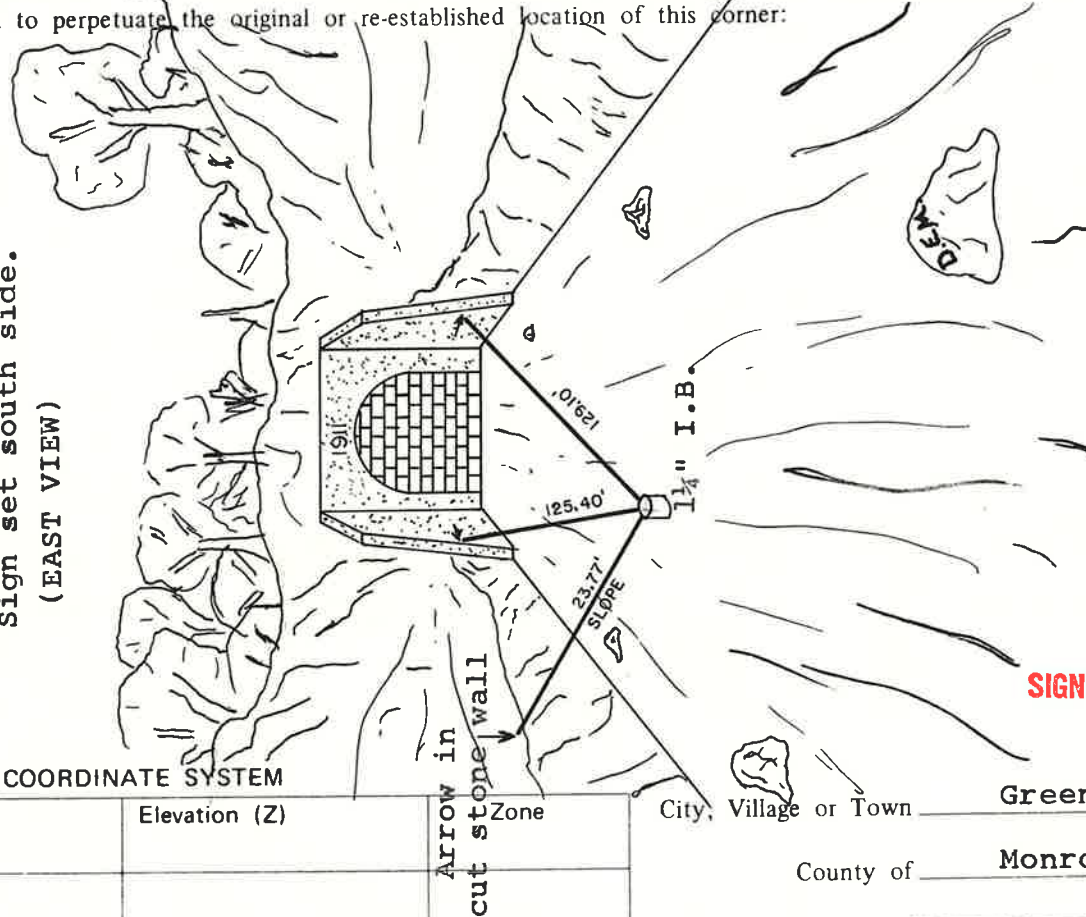 to perpetuate the original or re-established location of this corner:
Sign set south side.
(EAST VIEW)
D.E.M.
1911
129.10'
125.40'
23.77'
SLOPE
1¼" I.B.
Arrow in
cut stone wall
SIGN
COORDINATE SYSTEM
Elevation (Z)
Zone
City, Village or Town Green
County of Monro